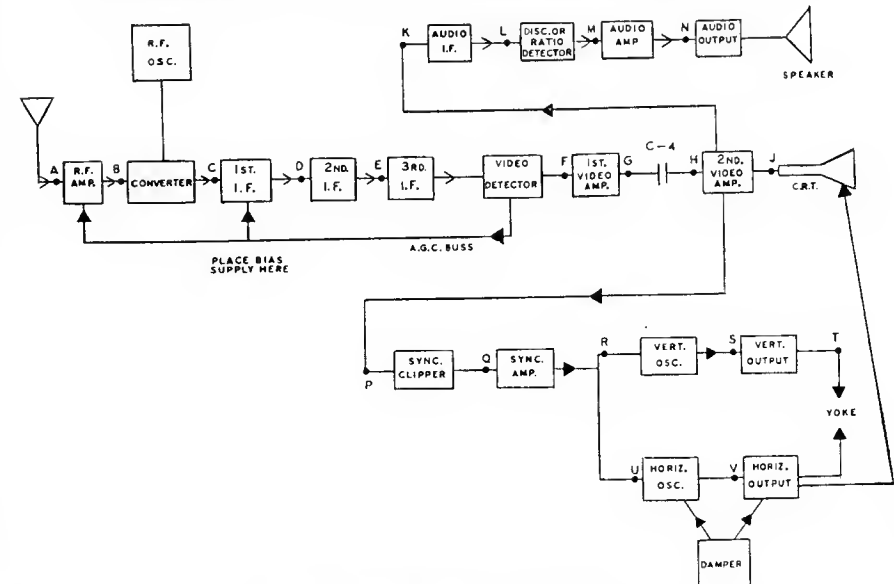 R.F.
OSC.
A
R.F.
AMP.
B
CONVERTER
C
1ST.
I.F.
D
2ND.
I.F.
E
3RD.
I.F.
VIDEO
DETECTOR
F
1ST.
VIDEO
AMP.
G
C-4
H
2ND.
VIDEO
AMP.
J
C.R.T.
A.G.C. BUSS
PLACE BIAS
SUPPLY HERE
K
AUDIO
I.F.
L
DISC. OR
RATIO
DETECTOR
M
AUDIO
AMP
N
AUDIO
OUTPUT
SPEAKER
P
SYNC.
CLIPPER
Q
SYNC.
AMP.
R
VERT.
OSC.
S
VERT.
OUTPUT
T
YOKE
U
HORIZ.
OSC.
V
HORIZ.
OUTPUT
DAMPER